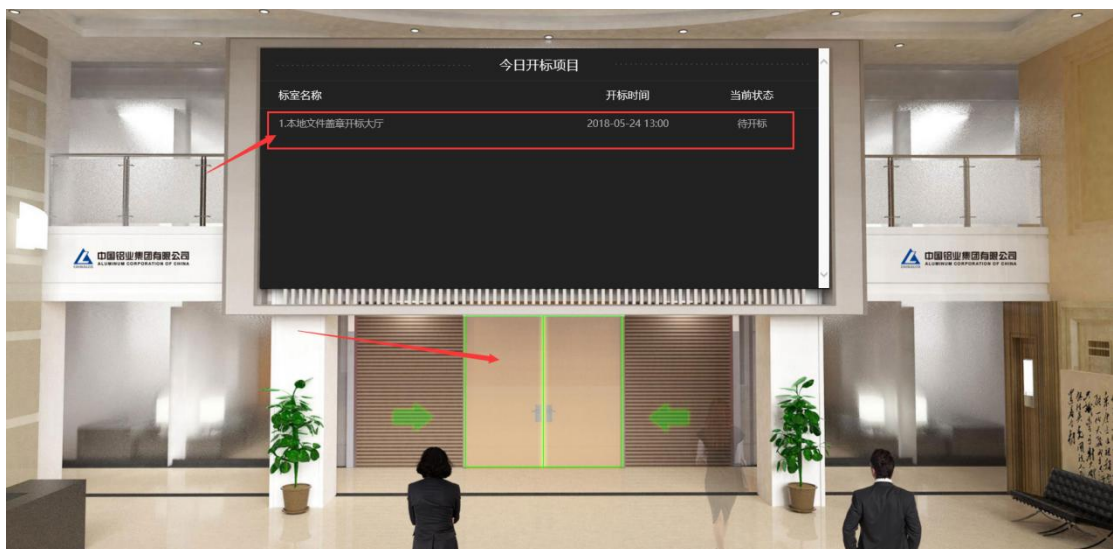 今日开标项目
标室名称 开标时间 当前状态
1.本地文件盖章开标大厅 2018-05-24 13:00 待开标
中国铝业集团有限公司
ALUMINUM CORPORATION OF CHINA
中国铝业集团有限公司
ALUMINUM CORPORATION OF CHINA